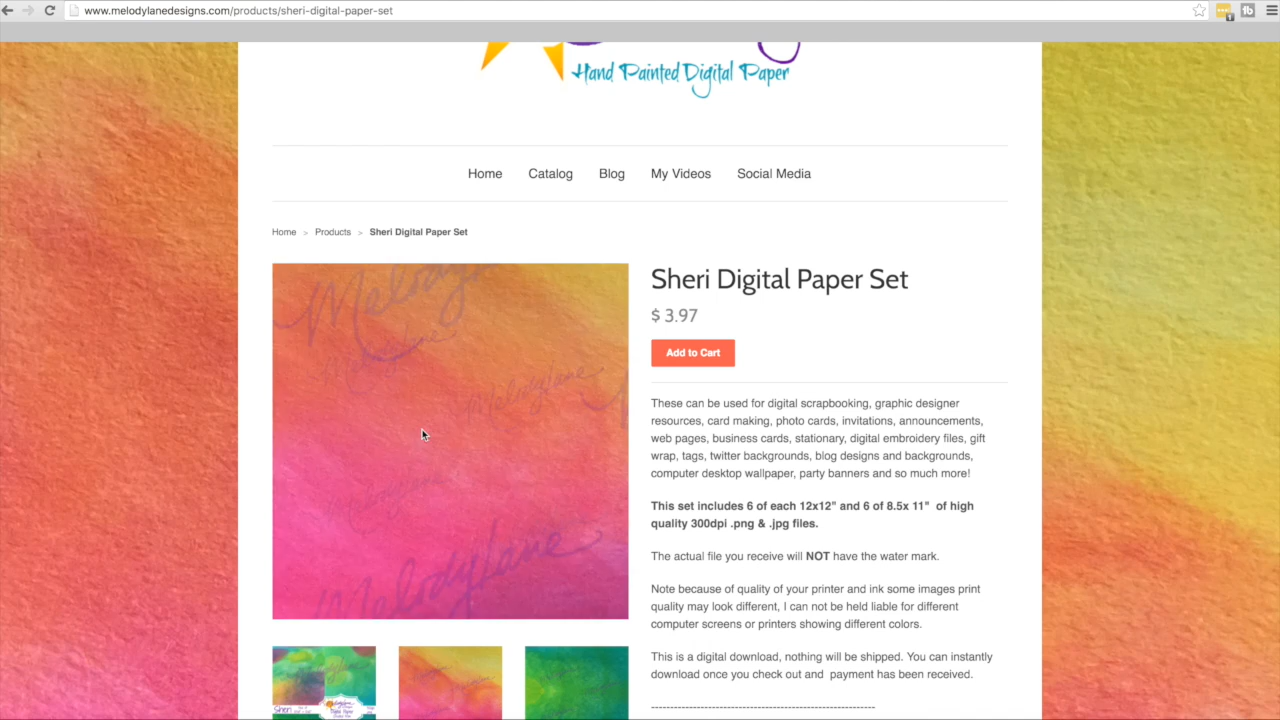 www.melodylanedesigns.com/products/sheri-digital-paper-set
Hand Painted Digital Paper
Home Catalog Blog My Videos Social Media
Home > Products > Sheri Digital Paper Set
MelodyLane
MelodyLane
MelodyLane
MelodyLane
MelodyLane
Sheri
Sheri Digital Paper Set
$ 3.97
Add to Cart
These can be used for digital scrapbooking, graphic designer
resources, card making, photo cards, invitations, announcements,
web pages, business cards, stationary, digital embroidery files, gift
wrap, tags, twitter backgrounds, blog designs and backgrounds,
computer desktop wallpaper, party banners and so much more!
This set includes 6 of each 12x12" and 6 of 8.5x 11" of high
quality 300dpi .png & .jpg files.
The actual file you receive will NOT have the water mark.
Note because of quality of your printer and ink some images print
quality may look different, I can not be held liable for different
computer screens or printers showing different colors.
This is a digital download, nothing will be shipped. You can instantly
download once you check out and payment has been received.
------------------------------------------------------------